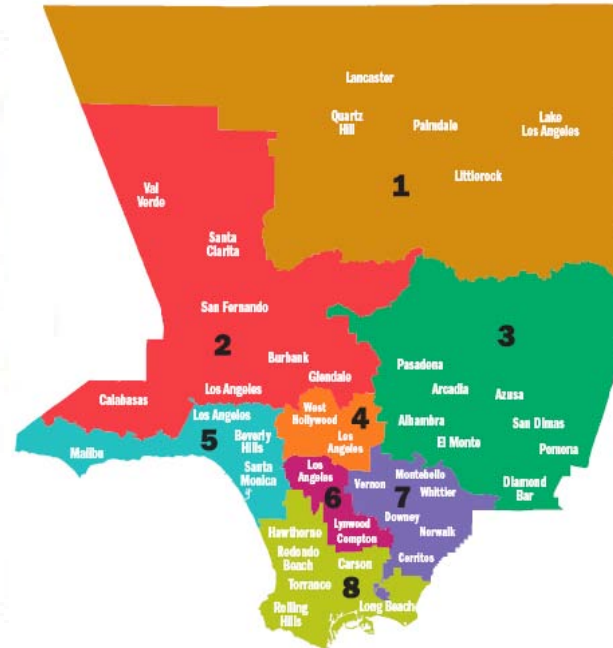 Lancaster
Quartz
Hill
Palmdale
Lake
Los Angeles
Littlerock
1
Val
Verde
Santa
Clarita
San Fernando
2
Burbank
Glendale
Los Angeles
Calabasas
3
Pasadena
Arcadia
Azusa
Alhambra
San Dimas
El Monte
Pomona
Diamond
Bar
West
Hollywood
4
Los
Angeles
Los Angeles
5
Beverly
Hills
Malibu
Santa
Monica
Los
Angeles
6
Lynwood
Compton
Montebello
Vernon
7
Whittier
Downey
Norwalk
Cerritos
Hawthorne
Redondo
Beach
Carson
Torrance
8
Rolling
Hills
Long Beach